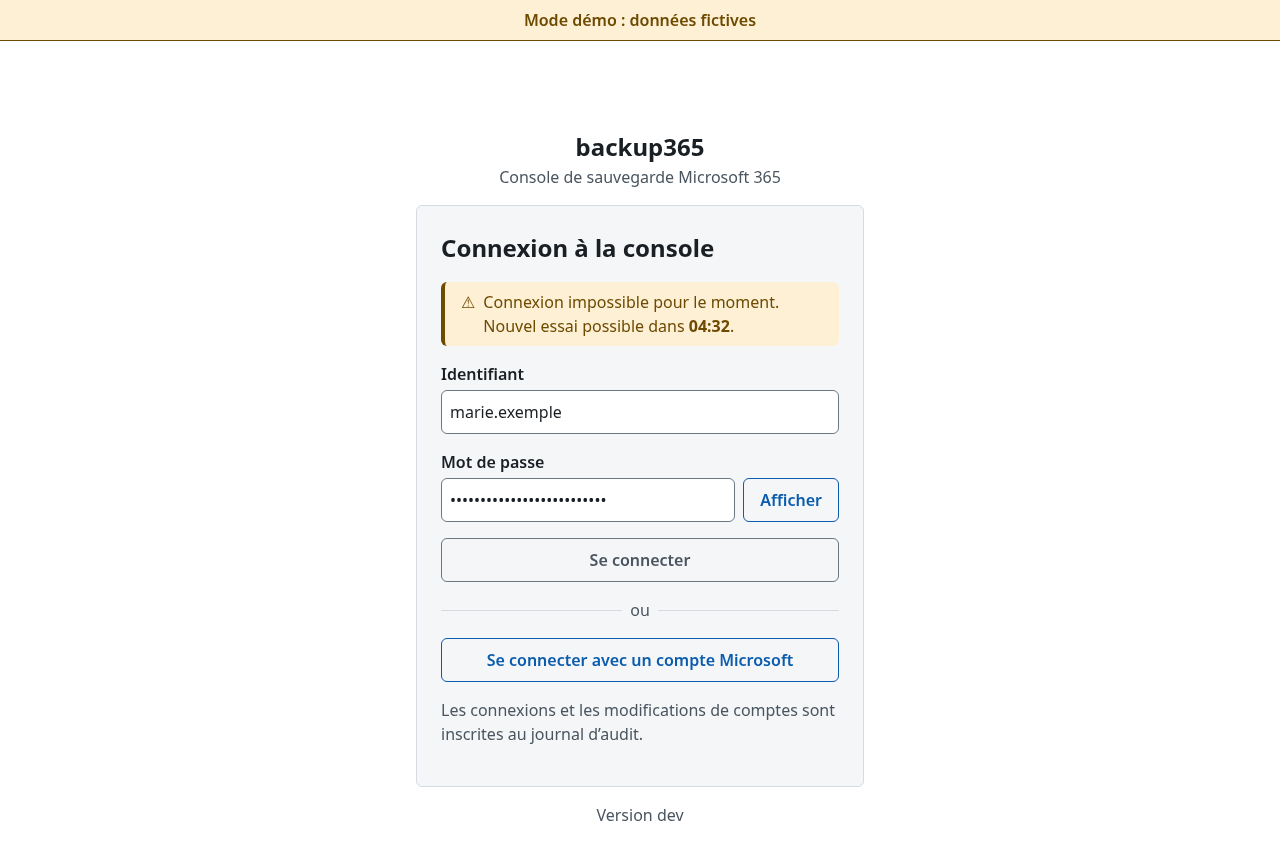 Mode démo : données fictives
backup365
Console de sauvegarde Microsoft 365
Connexion à la console
⚠ Connexion impossible pour le moment.
Nouvel essai possible dans 04:32.
Identifiant
marie.exemple
Mot de passe
••••••••••••••••••••••••••
Afficher
Se connecter
ou
Se connecter avec un compte Microsoft
Les connexions et les modifications de comptes sont
inscrites au journal d’audit.
Version dev